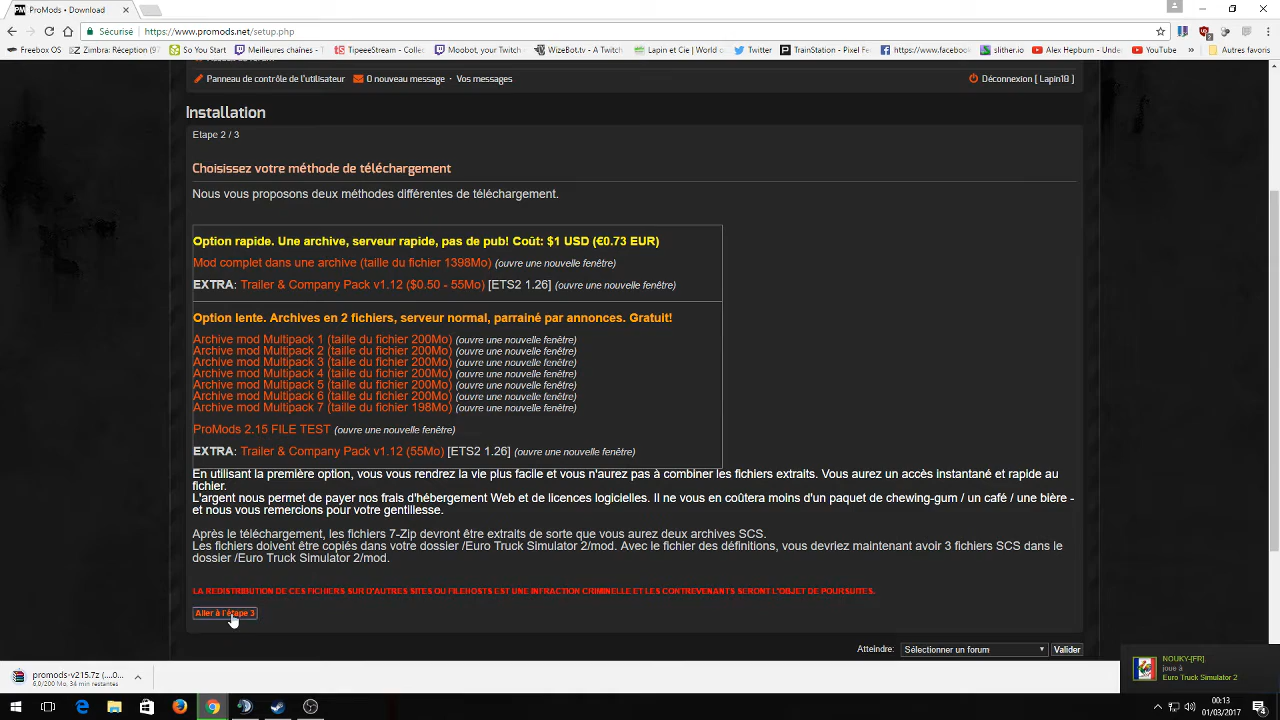 ProMods • Download
Sécurisé https://www.promods.net/setup.php
Freebox OS Zimbra: Réception (9 So You Start Meilleures chaînes - T TipeeeStream - Collec Moobot, your Twitch WizeBot.tv - A Twitch Lapin et Cie | World o Twitter TrainStation - Pixel Fe https://www.facebook slither.io Alex Hepburn - Unde YouTube » Autres favoris
Panneau de contrôle de l'utilisateur 0 nouveau message • Vos messages Déconnexion [ Lapin18 ]
Installation
Etape 2 / 3
Choisissez votre méthode de téléchargement
Nous vous proposons deux méthodes différentes de téléchargement.
Option rapide. Une archive, serveur rapide, pas de pub! Coût: $1 USD (€0.73 EUR)
Mod complet dans une archive (taille du fichier 1398Mo) (ouvre une nouvelle fenêtre)
EXTRA: Trailer & Company Pack v1.12 ($0.50 - 55Mo) [ETS2 1.26] (ouvre une nouvelle fenêtre)
Option lente. Archives en 2 fichiers, serveur normal, parrainé par annonces. Gratuit!
Archive mod Multipack 1 (taille du fichier 200Mo) (ouvre une nouvelle fenêtre)
Archive mod Multipack 2 (taille du fichier 200Mo) (ouvre une nouvelle fenêtre)
Archive mod Multipack 3 (taille du fichier 200Mo) (ouvre une nouvelle fenêtre)
Archive mod Multipack 4 (taille du fichier 200Mo) (ouvre une nouvelle fenêtre)
Archive mod Multipack 5 (taille du fichier 200Mo) (ouvre une nouvelle fenêtre)
Archive mod Multipack 6 (taille du fichier 200Mo) (ouvre une nouvelle fenêtre)
Archive mod Multipack 7 (taille du fichier 198Mo) (ouvre une nouvelle fenêtre)
ProMods 2.15 FILE TEST (ouvre une nouvelle fenêtre)
EXTRA: Trailer & Company Pack v1.12 (55Mo) [ETS2 1.26] (ouvre une nouvelle fenêtre)
En utilisant la première option, vous vous rendrez la vie plus facile et vous n'aurez pas à combiner les fichiers extraits. Vous aurez un accès instantané et rapide au
fichier.
L'argent nous permet de payer nos frais d'hébergement Web et de licences logicielles. Il ne vous en coûtera moins d'un paquet de chewing-gum / un café / une bière -
et nous vous remercions pour votre gentillesse.
Après le téléchargement, les fichiers 7-Zip devront être extraits de sorte que vous aurez deux archives SCS.
Les fichiers doivent être copiés dans votre dossier /Euro Truck Simulator 2/mod. Avec le fichier des définitions, vous devriez maintenant avoir 3 fichiers SCS dans le
dossier /Euro Truck Simulator 2/mod.
LA REDISTRIBUTION DE CES FICHIERS SUR D'AUTRES SITES OU FILEHOSTS EST UNE INFRACTION CRIMINELLE ET LES CONTREVENANTS SERONT L'OBJET DE POURSUITES.
Aller à l'étape 3
Atteindre: Sélectionner un forum Valider
promods-v215.7z (....0...
6,0/200 Mo, 34 min restantes
NOUKY-[FR].
joue à
Euro Truck Simulator 2
00:13
01/03/2017